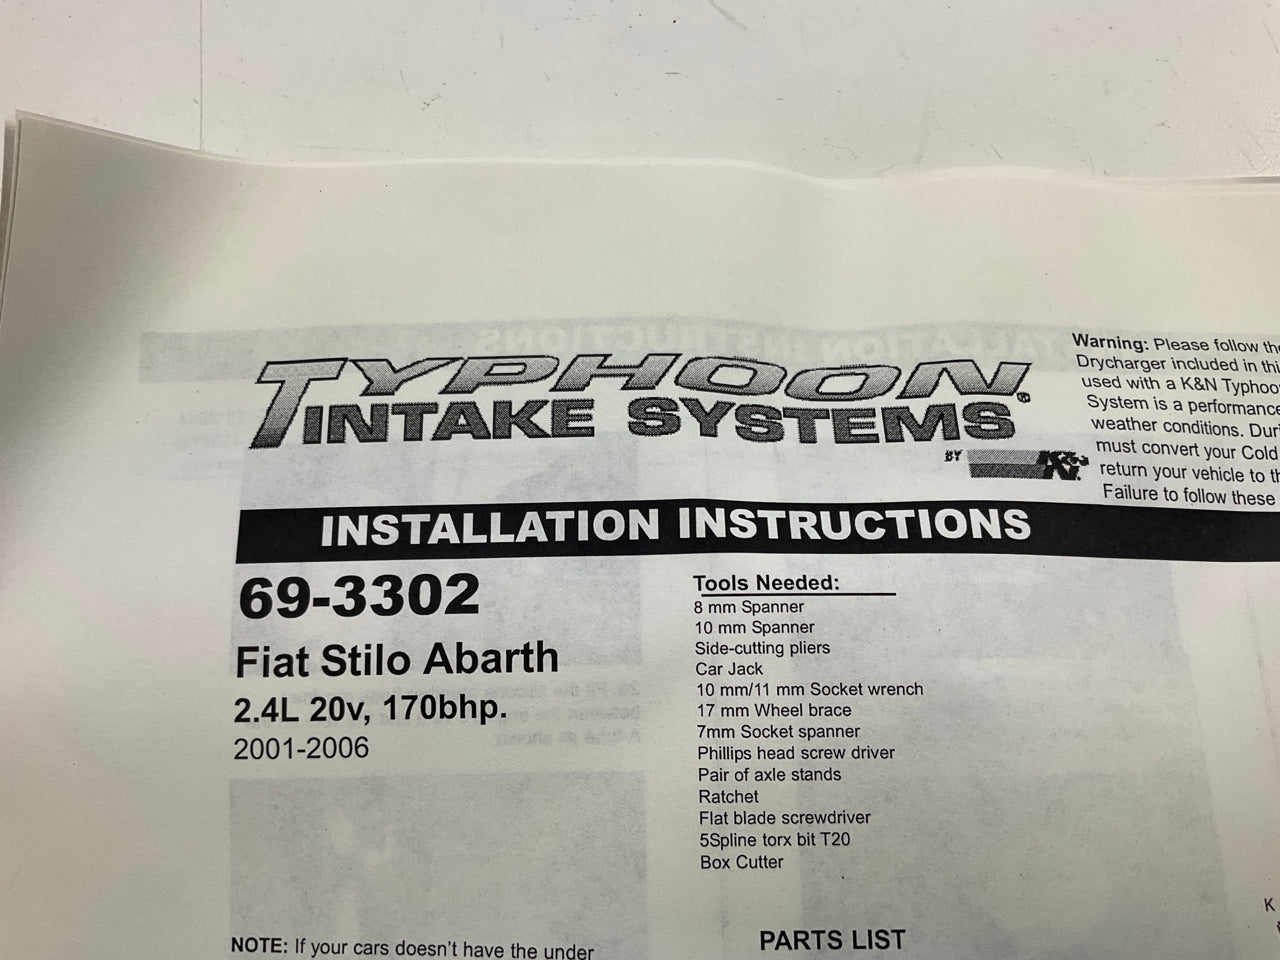 TYPHOON®
INTAKE SYSTEMS
BY K&N
Warning: Please follow the
Drycharger included in thi
used with a K&N Typhoo
System is a performance
weather conditions. Duri
must convert your Cold
return your vehicle to th
Failure to follow these
INSTALLATION INSTRUCTIONS
69-3302
Fiat Stilo Abarth
2.4L 20v, 170bhp.
2001-2006
Tools Needed:
8 mm Spanner
10 mm Spanner
Side-cutting pliers
Car Jack
10 mm/11 mm Socket wrench
17 mm Wheel brace
7mm Socket spanner
Phillips head screw driver
Pair of axle stands
Ratchet
Flat blade screwdriver
5Spline torx bit T20
Box Cutter
NOTE: If your cars doesn't have the under
PARTS LIST
K